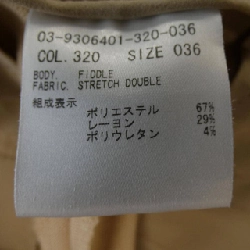 03-9306401-320-036
COL. 320 SIZE 036
BODY. FIDDLE
FABRIC. STRETCH DOUBLE
組成表示
ポリエステル 67%
レーヨン 29%
ポリウレタン 4%